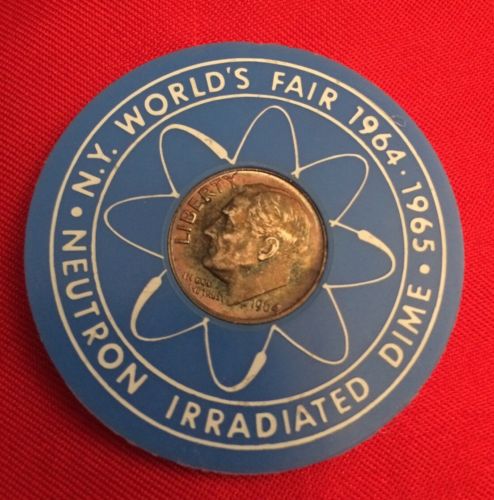 • N.Y. WORLD'S FAIR 1964 · 1965 •
NEUTRON IRRADIATED DIME
LIBERTY
IN GOD
WE TRUST
1964